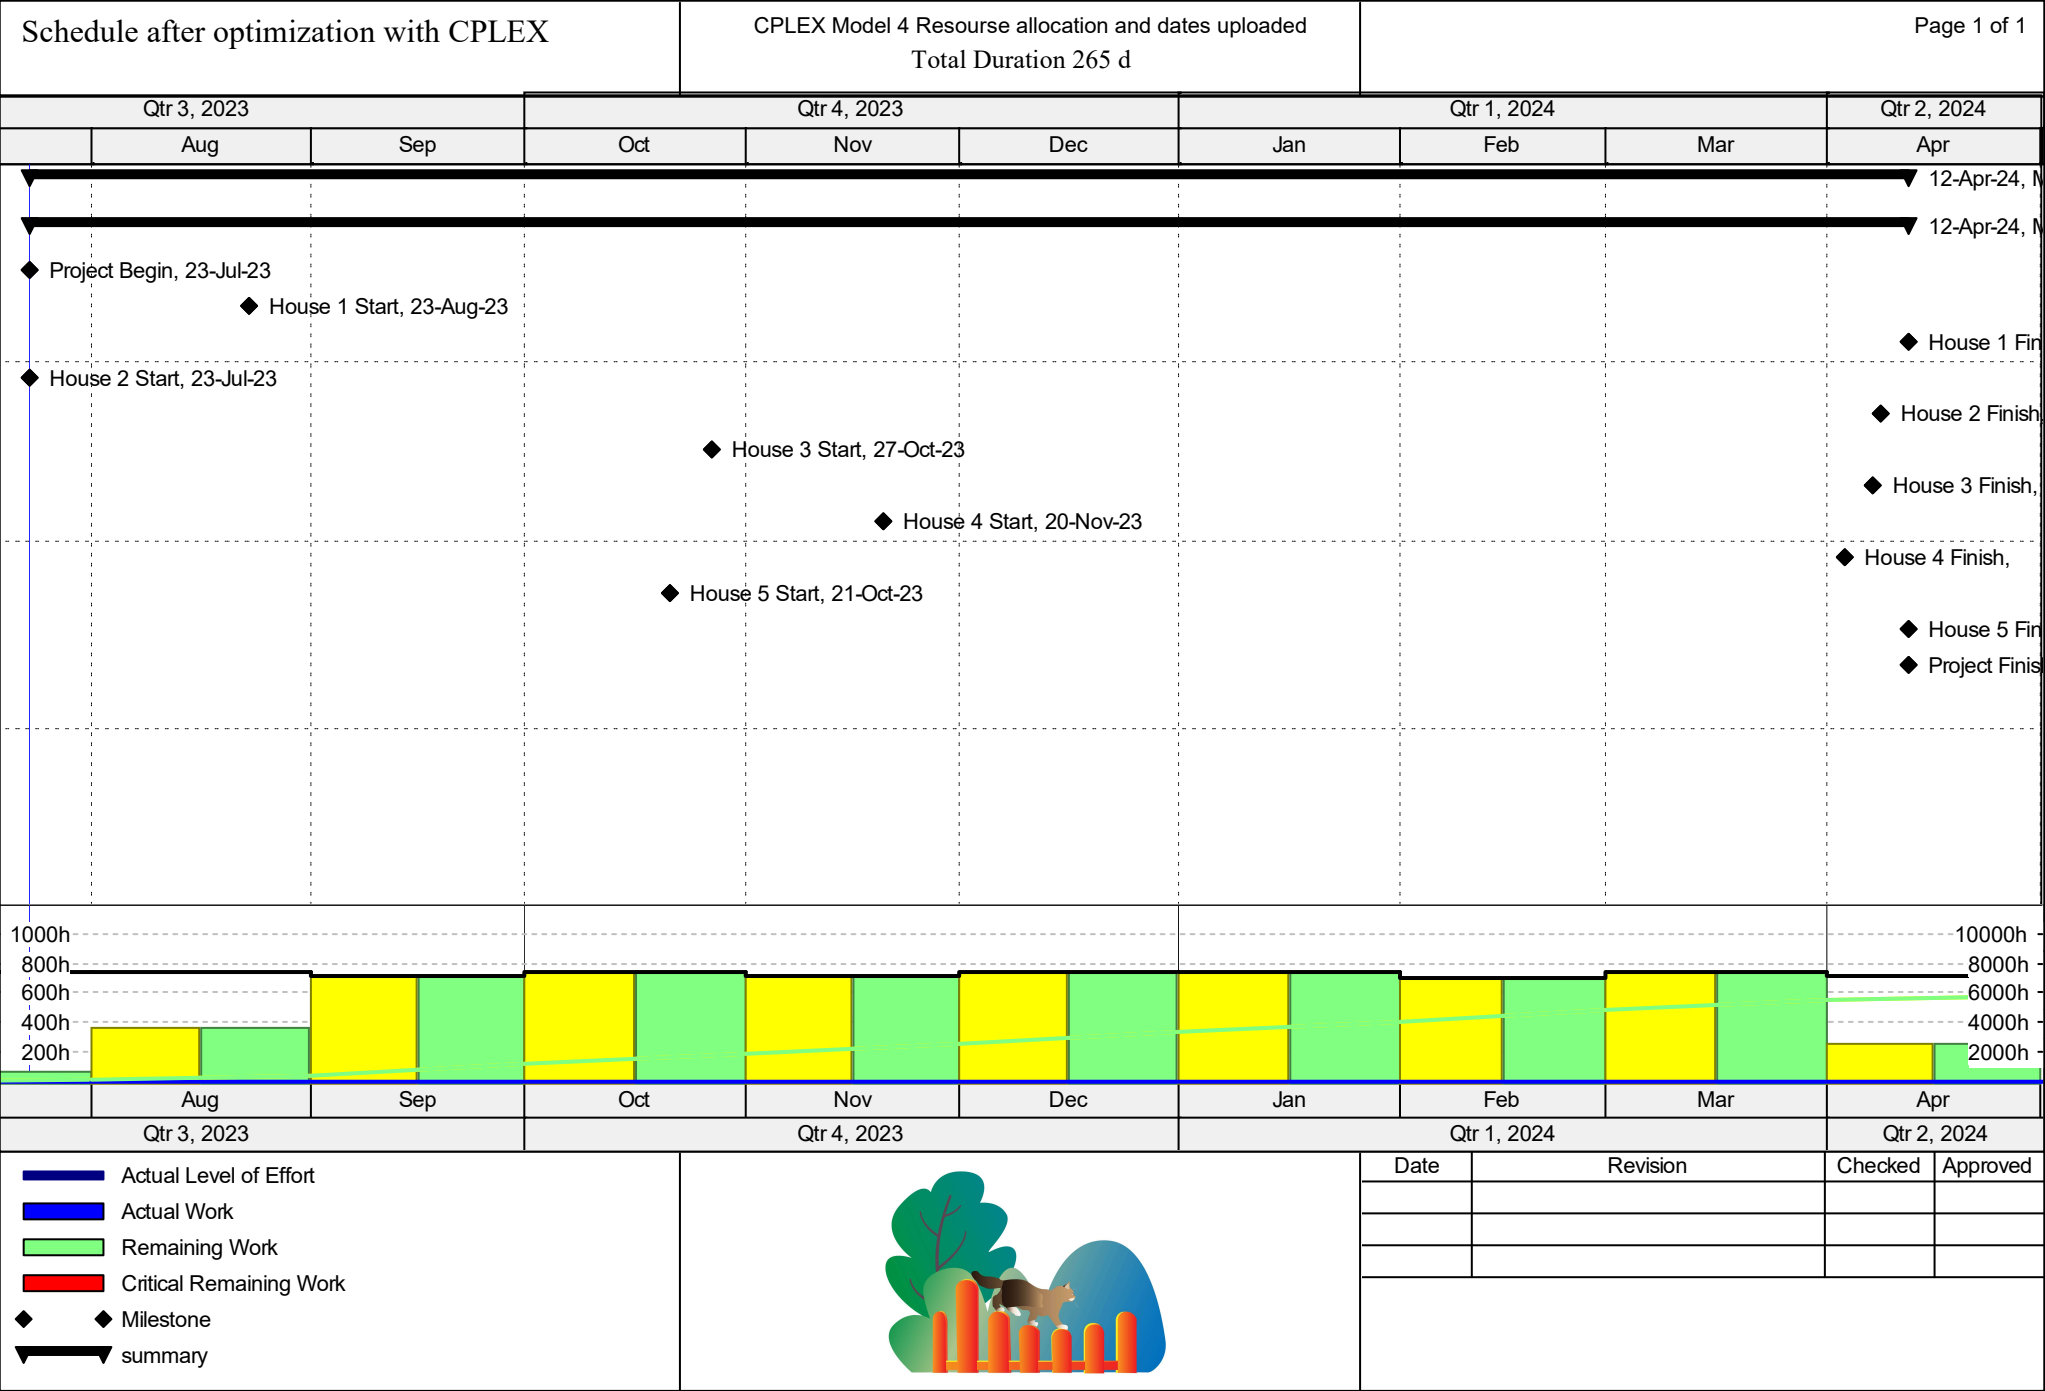 Schedule after optimization with CPLEX
CPLEX Model 4 Resourse allocation and dates uploaded
Total Duration 265 d
Page 1 of 1
Qtr 3, 2023 Qtr 4, 2023 Qtr 1, 2024 Qtr 2, 2024
Aug Sep Oct Nov Dec Jan Feb Mar Apr
12-Apr-24, M
12-Apr-24, M
Project Begin, 23-Jul-23
House 1 Start, 23-Aug-23
House 1 Fin
House 2 Start, 23-Jul-23
House 2 Finish,
House 3 Start, 27-Oct-23
House 3 Finish,
House 4 Start, 20-Nov-23
House 4 Finish,
House 5 Start, 21-Oct-23
House 5 Fin
Project Finis
1000h 10000h
800h 8000h
600h 6000h
400h 4000h
200h 2000h
Aug Sep Oct Nov Dec Jan Feb Mar Apr
Qtr 3, 2023 Qtr 4, 2023 Qtr 1, 2024 Qtr 2, 2024
Actual Level of Effort
Actual Work
Remaining Work
Critical Remaining Work
Milestone
summary
Date Revision Checked Approved